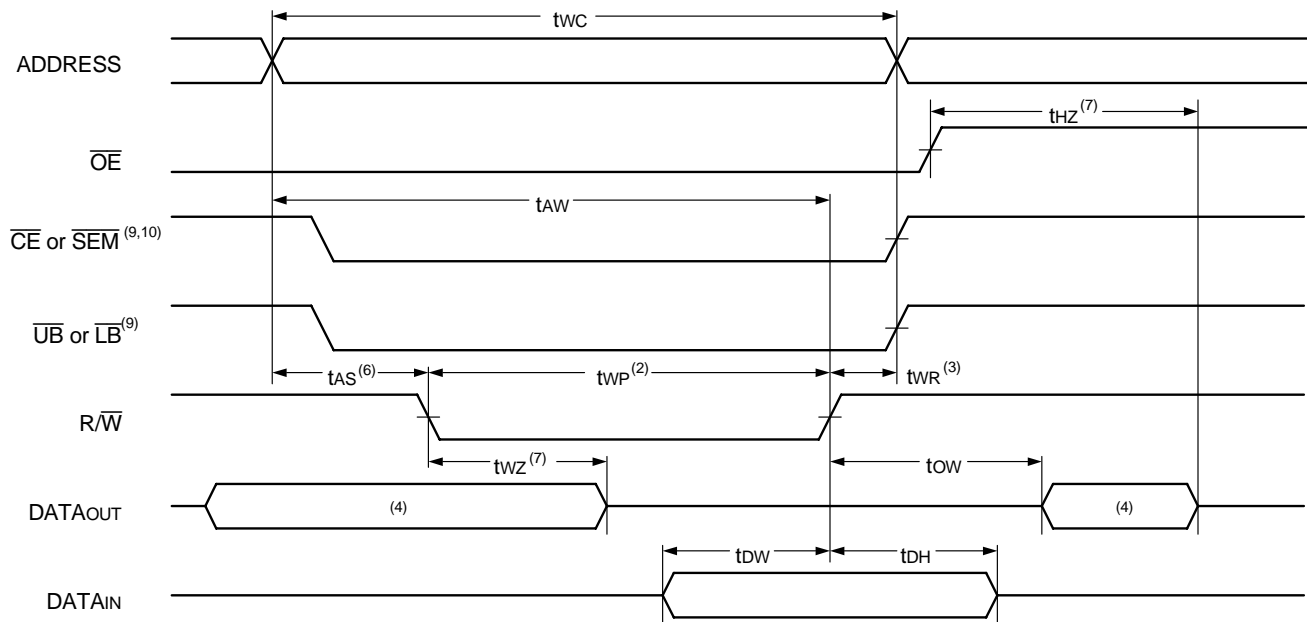 tWC
ADDRESS
tHZ(7)
OE
tAW
CE or SEM (9,10)
UB or LB(9)
tAS(6)
tWP(2)
tWR(3)
R/W
tWZ(7)
tOW
DATAOUT
(4)
(4)
tDW
tDH
DATAIN